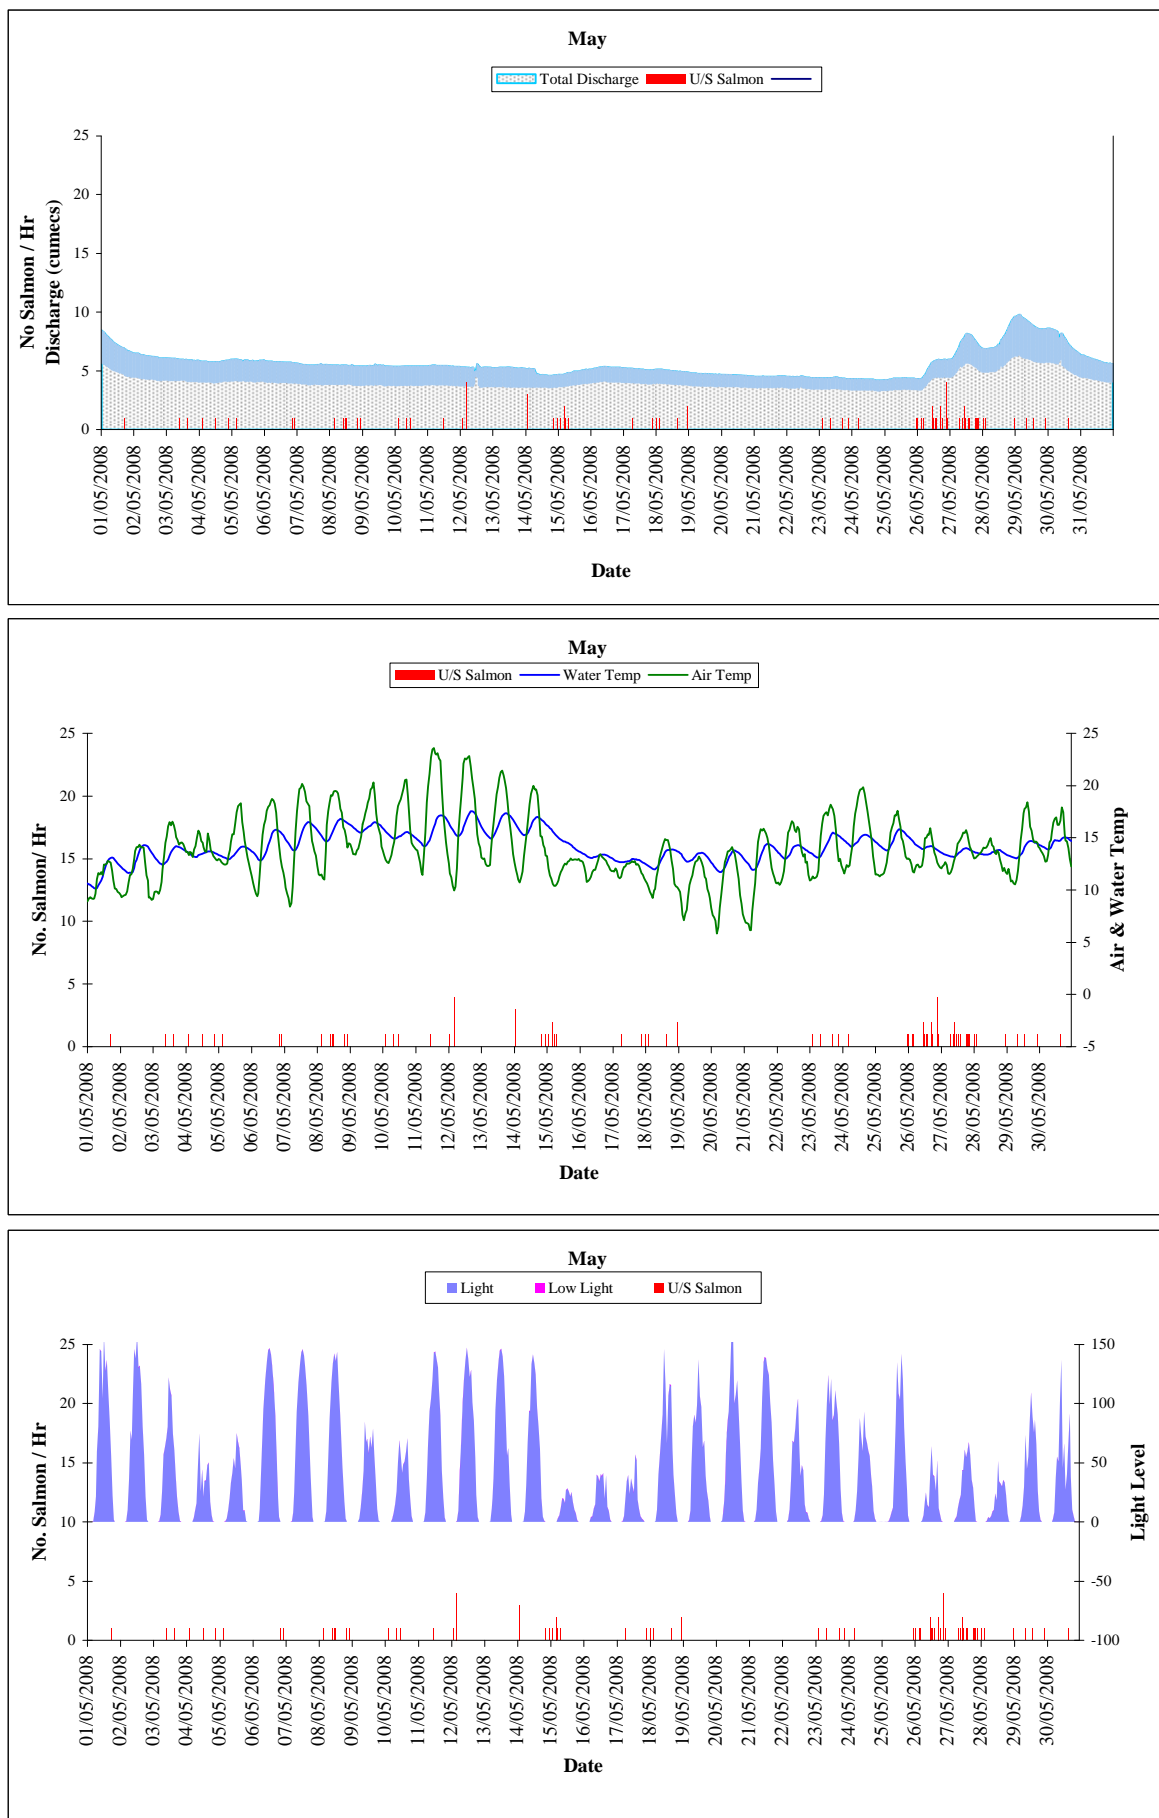 May
Total Discharge U/S Salmon
25
20
15
10
5
0
No Salmon / Hr
Discharge (cumecs)
01/05/2008 02/05/2008 03/05/2008 04/05/2008 05/05/2008 06/05/2008 07/05/2008 08/05/2008 09/05/2008 10/05/2008 11/05/2008 12/05/2008 13/05/2008 14/05/2008 15/05/2008 16/05/2008 17/05/2008 18/05/2008 19/05/2008 20/05/2008 21/05/2008 22/05/2008 23/05/2008 24/05/2008 25/05/2008 26/05/2008 27/05/2008 28/05/2008 29/05/2008 30/05/2008 31/05/2008
Date
May
U/S Salmon Water Temp Air Temp
25 25
20 20
15 15
10 10
5 5
0 0
-5
No. Salmon/ Hr
Air & Water Temp
01/05/2008 02/05/2008 03/05/2008 04/05/2008 05/05/2008 06/05/2008 07/05/2008 08/05/2008 09/05/2008 10/05/2008 11/05/2008 12/05/2008 13/05/2008 14/05/2008 15/05/2008 16/05/2008 17/05/2008 18/05/2008 19/05/2008 20/05/2008 21/05/2008 22/05/2008 23/05/2008 24/05/2008 25/05/2008 26/05/2008 27/05/2008 28/05/2008 29/05/2008 30/05/2008
Date
May
Light Low Light U/S Salmon
25 150
20 100
15 50
10 0
5 -50
0 -100
No. Salmon / Hr
Light Level
01/05/2008 02/05/2008 03/05/2008 04/05/2008 05/05/2008 06/05/2008 07/05/2008 08/05/2008 09/05/2008 10/05/2008 11/05/2008 12/05/2008 13/05/2008 14/05/2008 15/05/2008 16/05/2008 17/05/2008 18/05/2008 19/05/2008 20/05/2008 21/05/2008 22/05/2008 23/05/2008 24/05/2008 25/05/2008 26/05/2008 27/05/2008 28/05/2008 29/05/2008 30/05/2008
Date